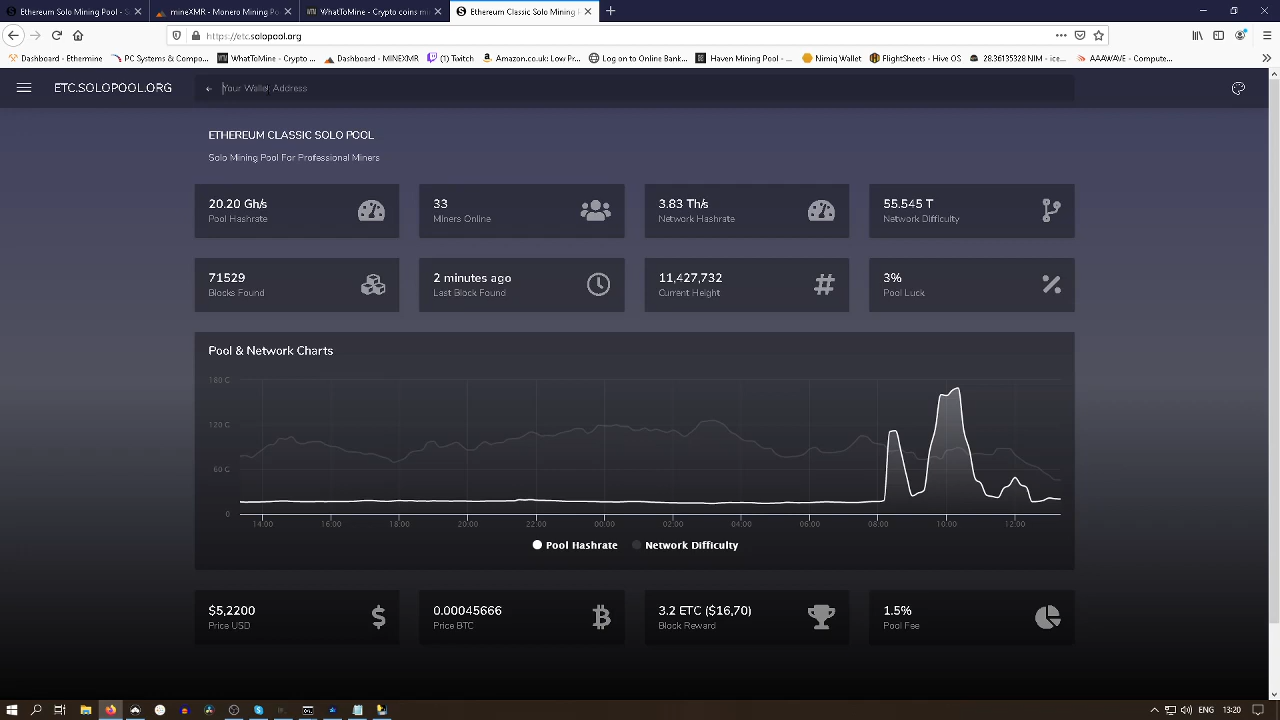 Ethereum Solo Mining Pool -
mineXMR - Monero Mining Po
WhatToMine - Crypto coins mi
Ethereum Classic Solo Mining
https://etc.solopool.org
Dashboard - Ethermine
PC Systems & Compo...
WhatToMine - Crypto ...
Dashboard - MINEXMR
(1) Twitch
Amazon.co.uk: Low Pr...
Log on to Online Bank...
Haven Mining Pool - ...
Nimiq Wallet
FlightSheets - Hive OS
28.36135328 NIM - ice...
AAAWAVE - Compute...
ETC.SOLOPOOL.ORG
Your Wallet Address
ETHEREUM CLASSIC SOLO POOL
Solo Mining Pool For Professional Miners
20.20 Gh/s
Pool Hashrate
33
Miners Online
3.83 Th/s
Network Hashrate
55.545 T
Network Difficulty
71529
Blocks Found
2 minutes ago
Last Block Found
11,427,732
Current Height
3%
Pool Luck
Pool & Network Charts
160 G
120 G
60 G
0
14:00 16:00 18:00 20:00 22:00 00:00 02:00 04:00 06:00 08:00 10:00 12:00
Pool Hashrate Network Difficulty
$5,2200
Price USD
0.00045666
Price BTC
3.2 ETC ($16,70)
Block Reward
1.5%
Pool Fee
ENG 13:20